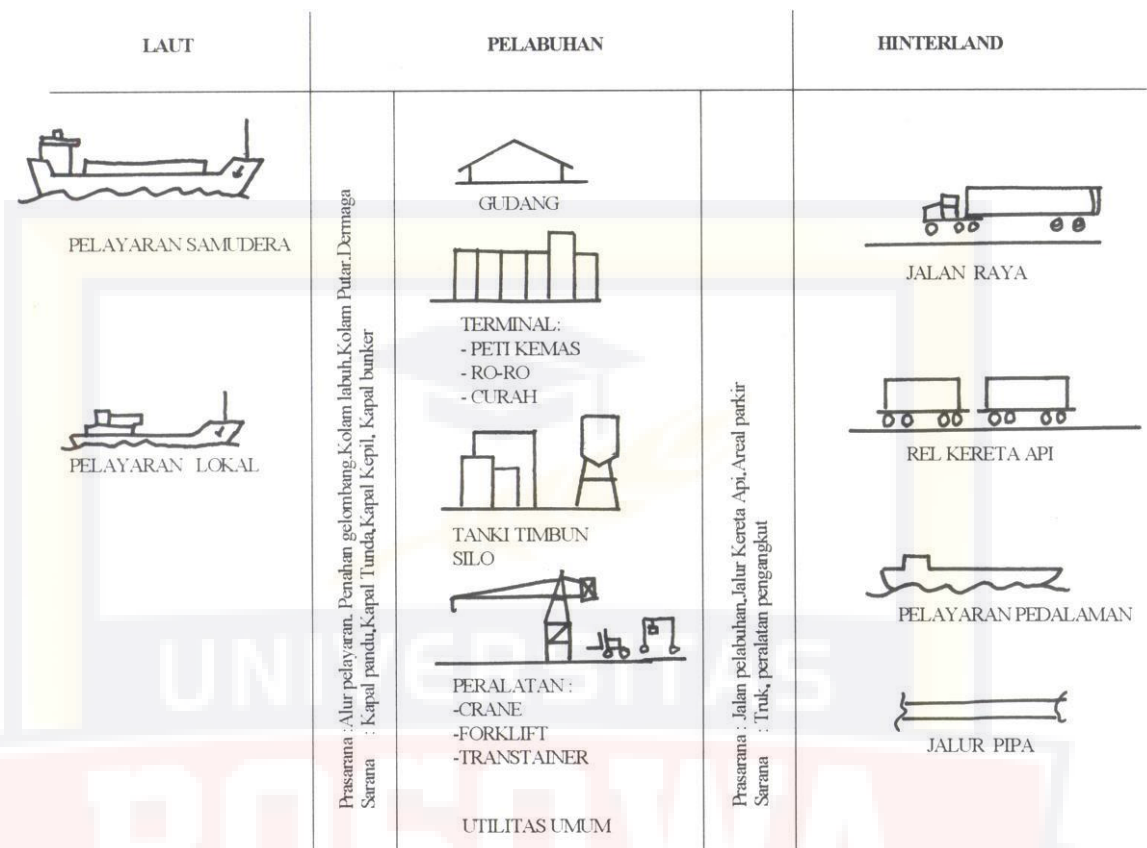 LAUT
PELABUHAN
HINTERLAND
PELAYARAN SAMUDERA
PELAYARAN LOKAL
Prasarana : Alur pelayaran, Penahan gelombang,Kolam labuh,Kolam Putar,Dermaga
Sarana : Kapal pandu,Kapal Tunda,Kapal Kepil, Kapal bunker
GUDANG
TERMINAL:
- PETI KEMAS
- RO-RO
- CURAH
TANKI TIMBUN
SILO
PERALATAN :
-CRANE
-FORKLIFT
-TRANSTAINER
UTILITAS UMUM
Prasarana : Jalan pelabuhan,Jalur Kereta Api,Areal parkir
Sarana : Truk, peralatan pengangkut
JALAN RAYA
REL KERETA API
PELAYARAN PEDALAMAN
JALUR PIPA
UNIVERSITAS
BOSOWA